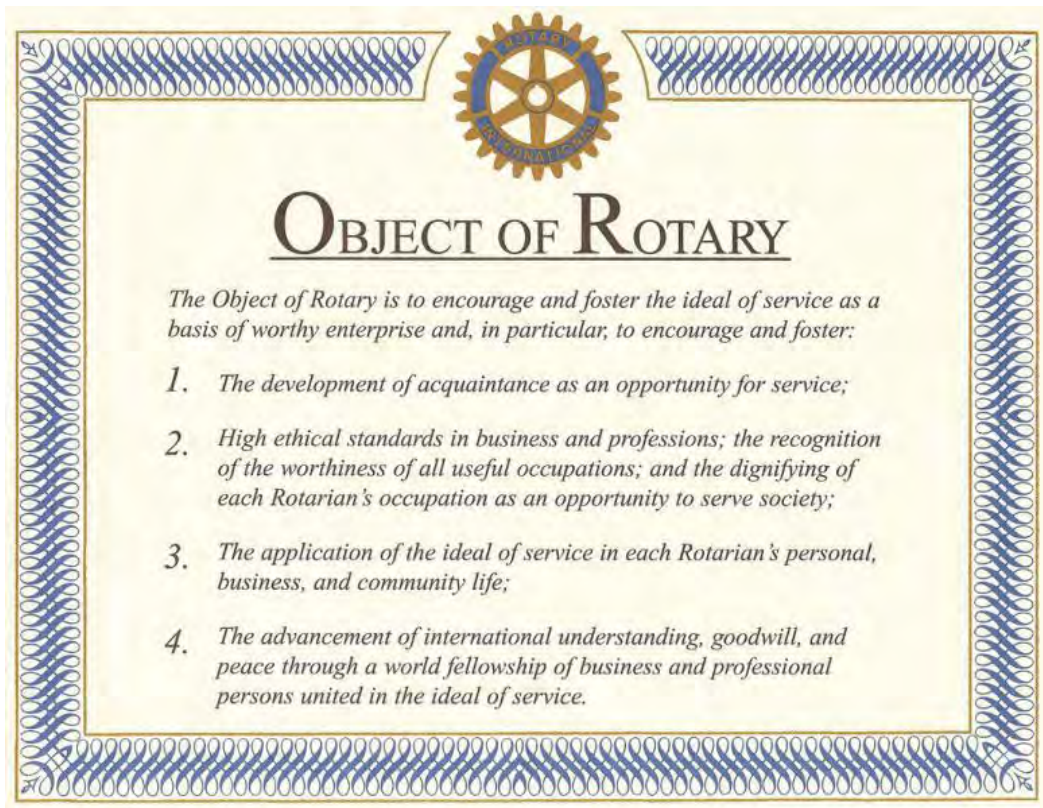 ROTARY
INTERNATIONAL
OBJECT OF ROTARY
The Object of Rotary is to encourage and foster the ideal of service as a
basis of worthy enterprise and, in particular, to encourage and foster:
1. The development of acquaintance as an opportunity for service;
2. High ethical standards in business and professions; the recognition
of the worthiness of all useful occupations; and the dignifying of
each Rotarian's occupation as an opportunity to serve society;
3. The application of the ideal of service in each Rotarian's personal,
business, and community life;
4. The advancement of international understanding, goodwill, and
peace through a world fellowship of business and professional
persons united in the ideal of service.